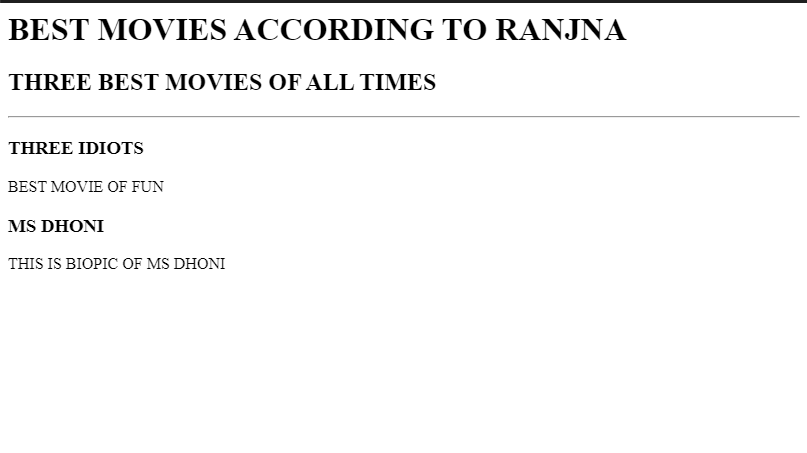 BEST MOVIES ACCORDING TO RANJNA
THREE BEST MOVIES OF ALL TIMES
THREE IDIOTS
BEST MOVIE OF FUN
MS DHONI
THIS IS BIOPIC OF MS DHONI